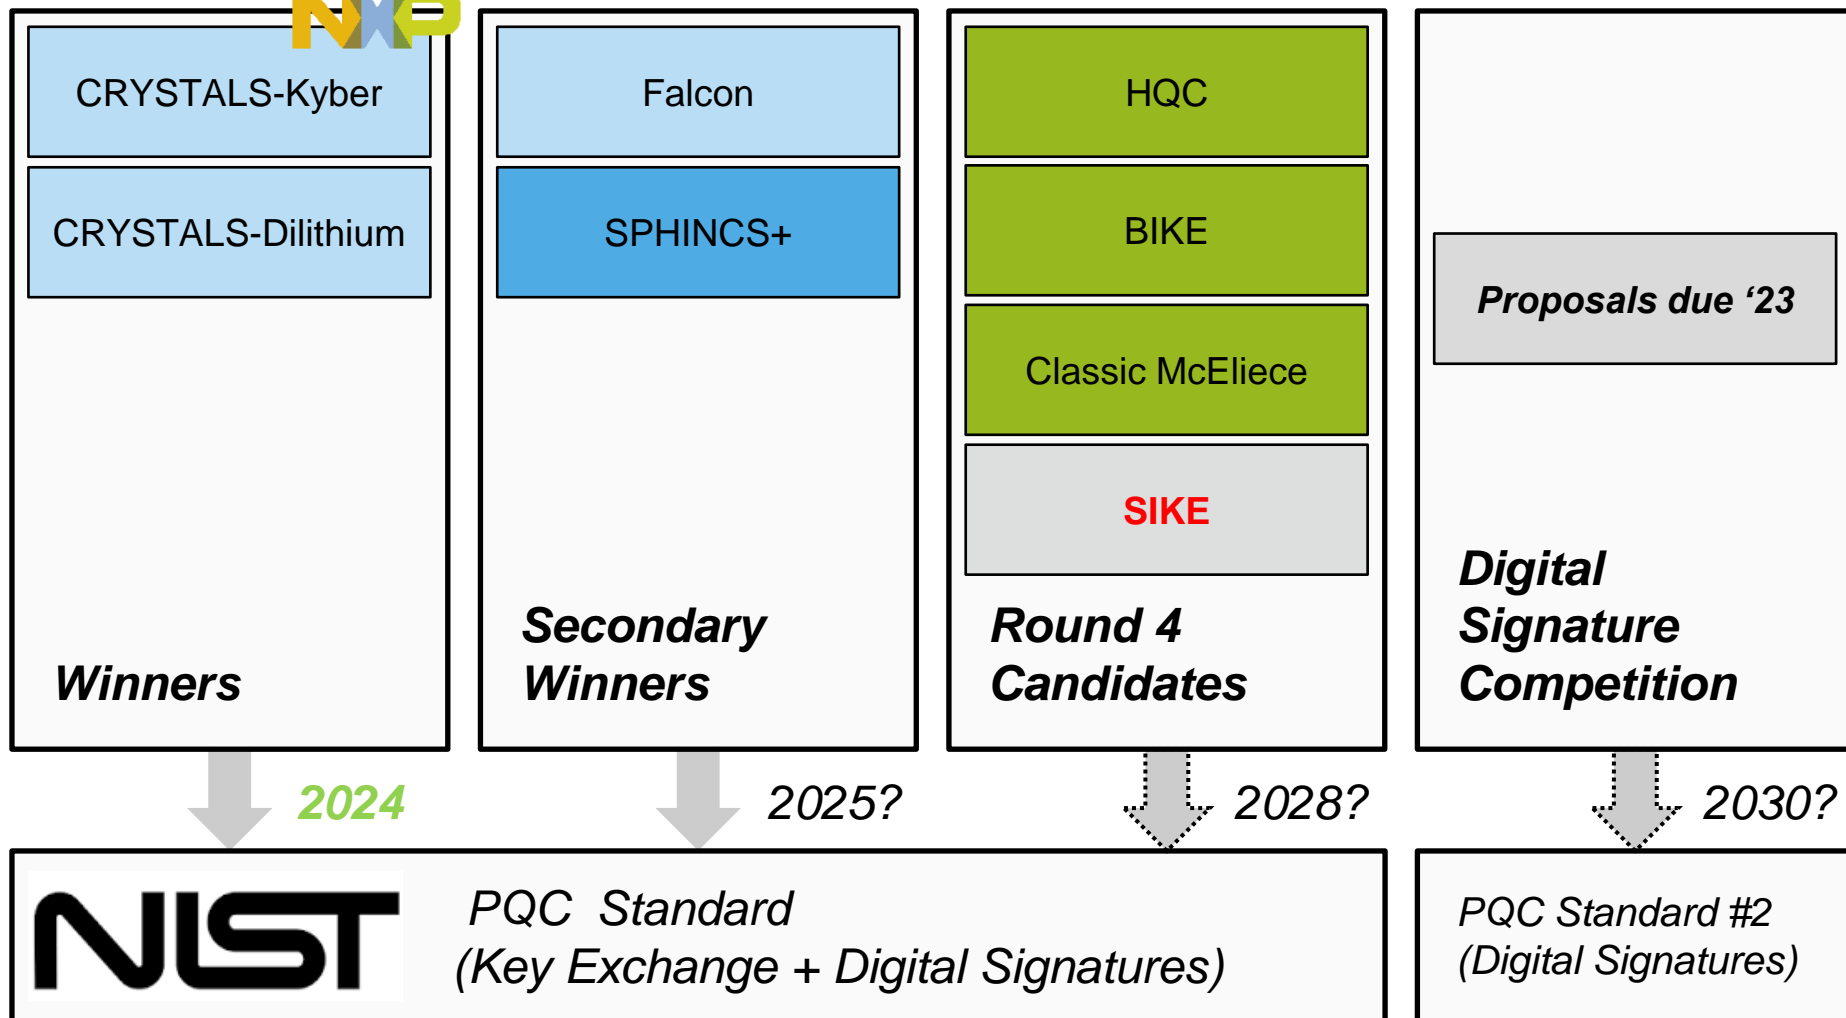 NXP
CRYSTALS-Kyber
CRYSTALS-Dilithium
Winners
Falcon
SPHINCS+
Secondary
Winners
HQC
BIKE
Classic McEliece
SIKE
Round 4
Candidates
Proposals due ‘23
Digital
Signature
Competition
2024
2025?
2028?
2030?
NIST
PQC Standard
(Key Exchange + Digital Signatures)
PQC Standard #2
(Digital Signatures)